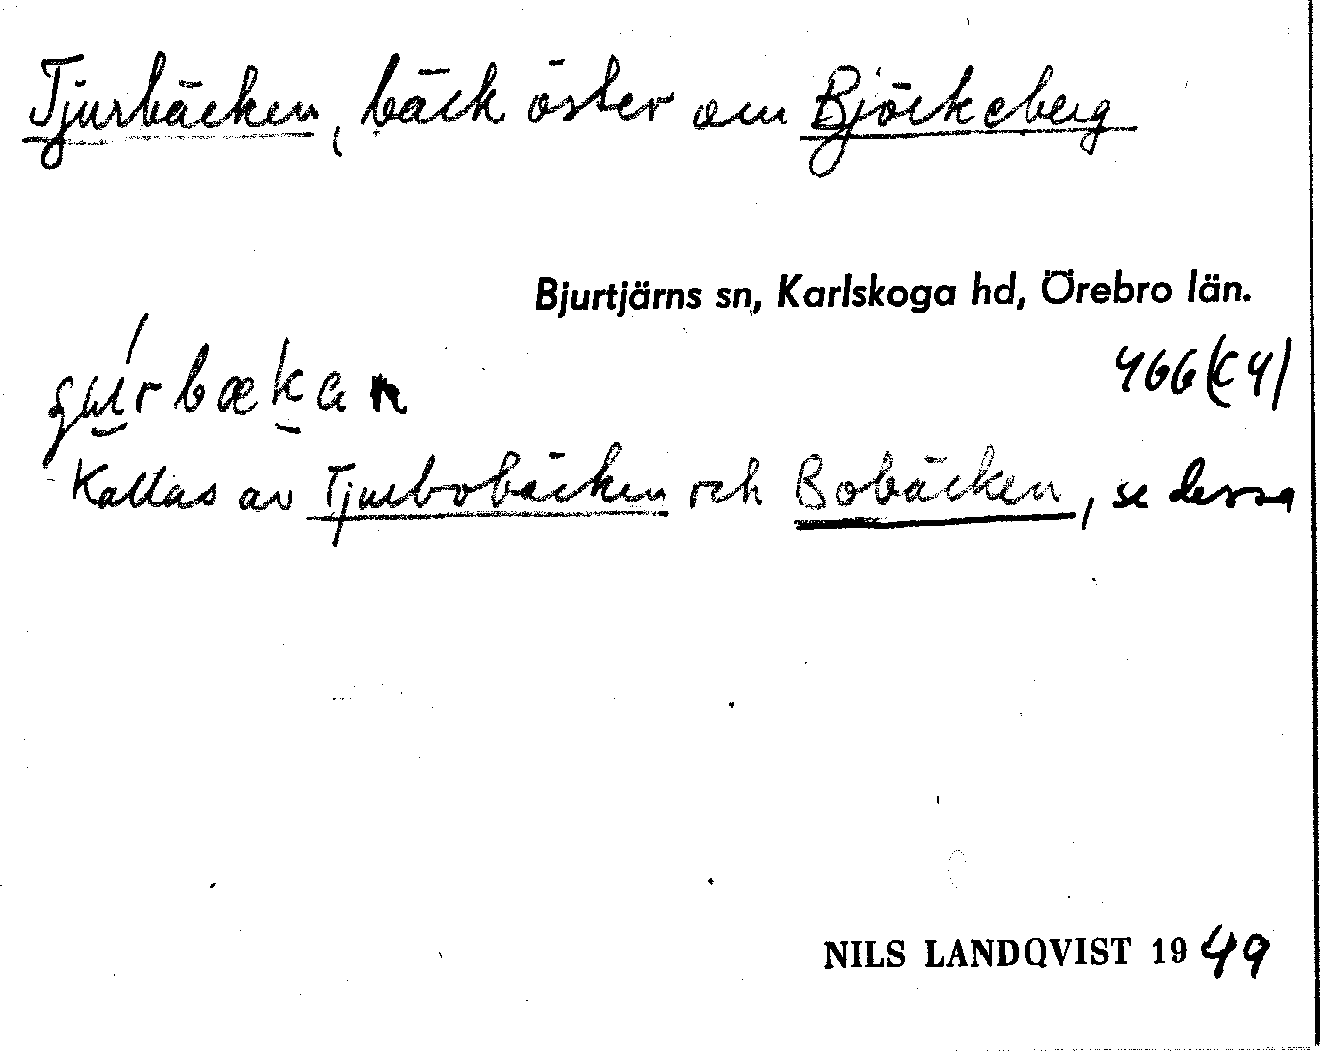 Tjurbäcken, bäck öster om Björkeberg
Bjurtjärns sn, Karlskoga hd, Örebro län.
466(C4)
Kallas av Tjurbobäcken och Bobäcken, se dessa
NILS LANDQVIST 1949